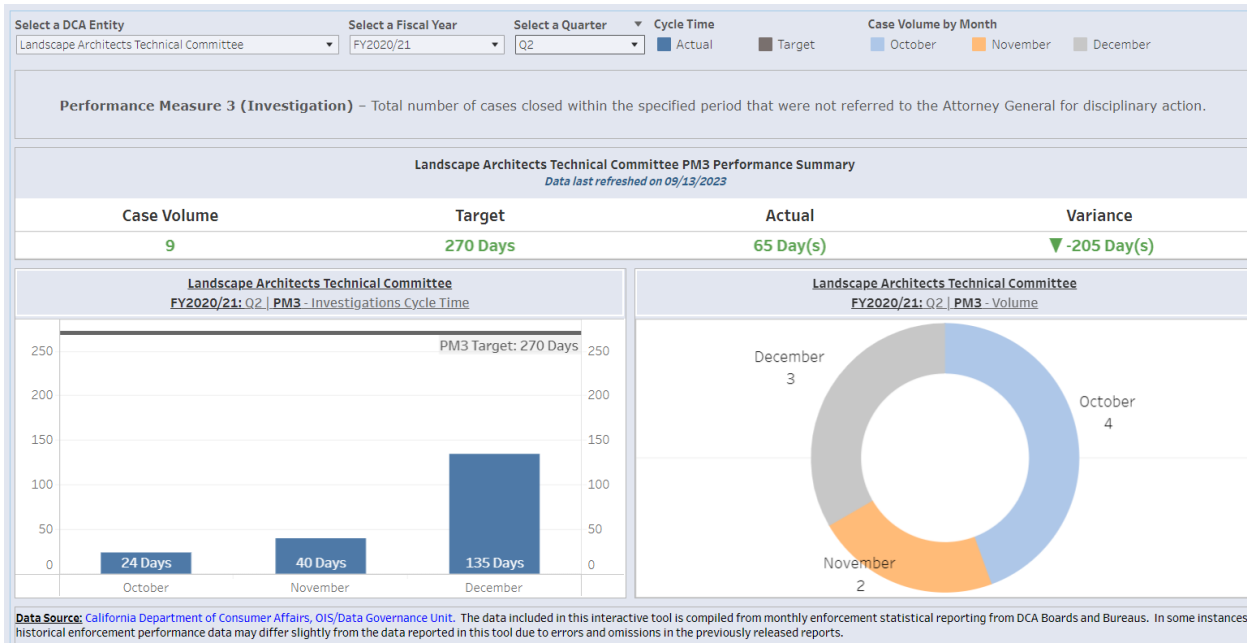 Select a DCA Entity
Select a Fiscal Year
Select a Quarter
Cycle Time
Case Volume by Month
Landscape Architects Technical Committee
FY2020/21
Q2
Actual
Target
October
November
December
Performance Measure 3 (Investigation) – Total number of cases closed within the specified period that were not referred to the Attorney General for disciplinary action.
Landscape Architects Technical Committee PM3 Performance Summary
Data last refreshed on 09/13/2023
Case Volume
Target
Actual
Variance
9
270 Days
65 Day(s)
▼ -205 Day(s)
Landscape Architects Technical Committee
FY2020/21: Q2 | PM3 - Investigations Cycle Time
PM3 Target: 270 Days
250
200
150
100
50
0
250
200
150
100
50
0
24 Days
40 Days
135 Days
October
November
December
Landscape Architects Technical Committee
FY2020/21: Q2 | PM3 - Volume
December
3
October
4
November
2
Data Source: California Department of Consumer Affairs, OIS/Data Governance Unit. The data included in this interactive tool is compiled from monthly enforcement statistical reporting from DCA Boards and Bureaus. In some instances
historical enforcement performance data may differ slightly from the data reported in this tool due to errors and omissions in the previously released reports.